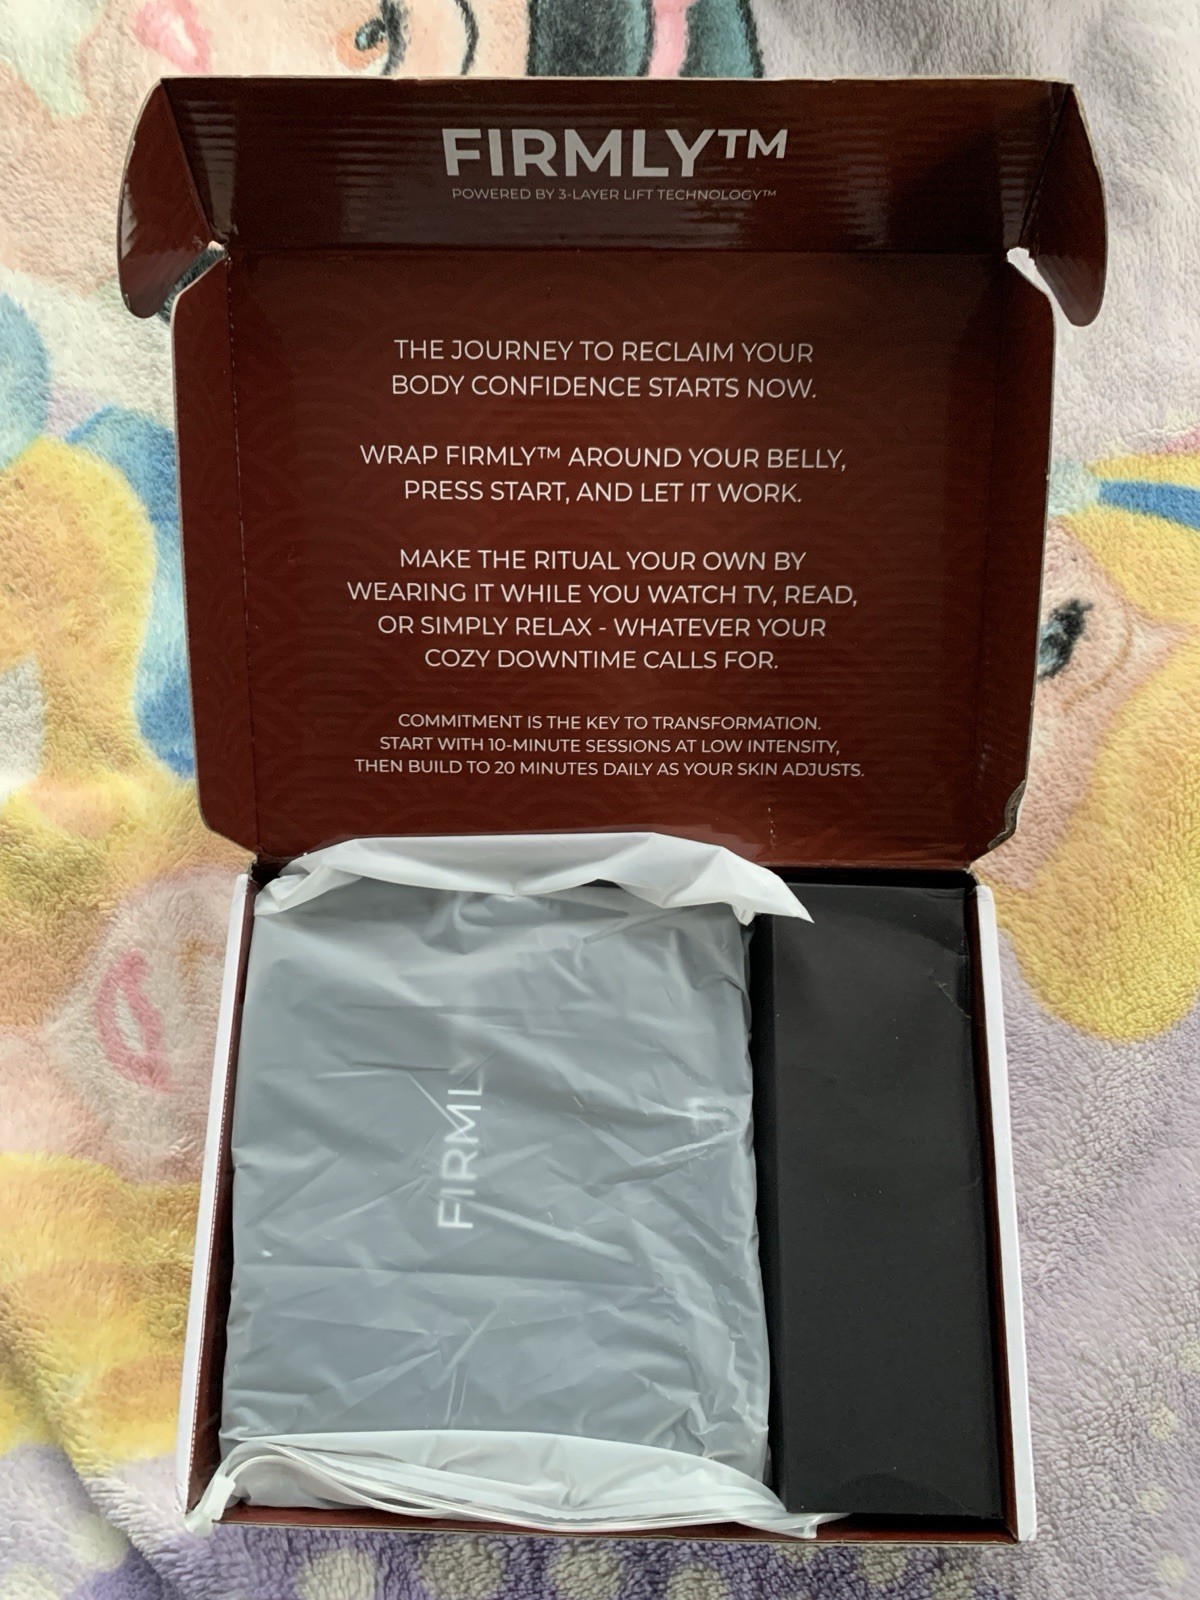 FIRMLY™
POWERED BY 3-LAYER LIFT TECHNOLOGY™
THE JOURNEY TO RECLAIM YOUR
BODY CONFIDENCE STARTS NOW.
WRAP FIRMLY™ AROUND YOUR BELLY,
PRESS START, AND LET IT WORK.
MAKE THE RITUAL YOUR OWN BY
WEARING IT WHILE YOU WATCH TV, READ,
OR SIMPLY RELAX - WHATEVER YOUR
COZY DOWNTIME CALLS FOR.
COMMITMENT IS THE KEY TO TRANSFORMATION.
START WITH 10-MINUTE SESSIONS AT LOW INTENSITY,
THEN BUILD TO 20 MINUTES DAILY AS YOUR SKIN ADJUSTS.
FIRML